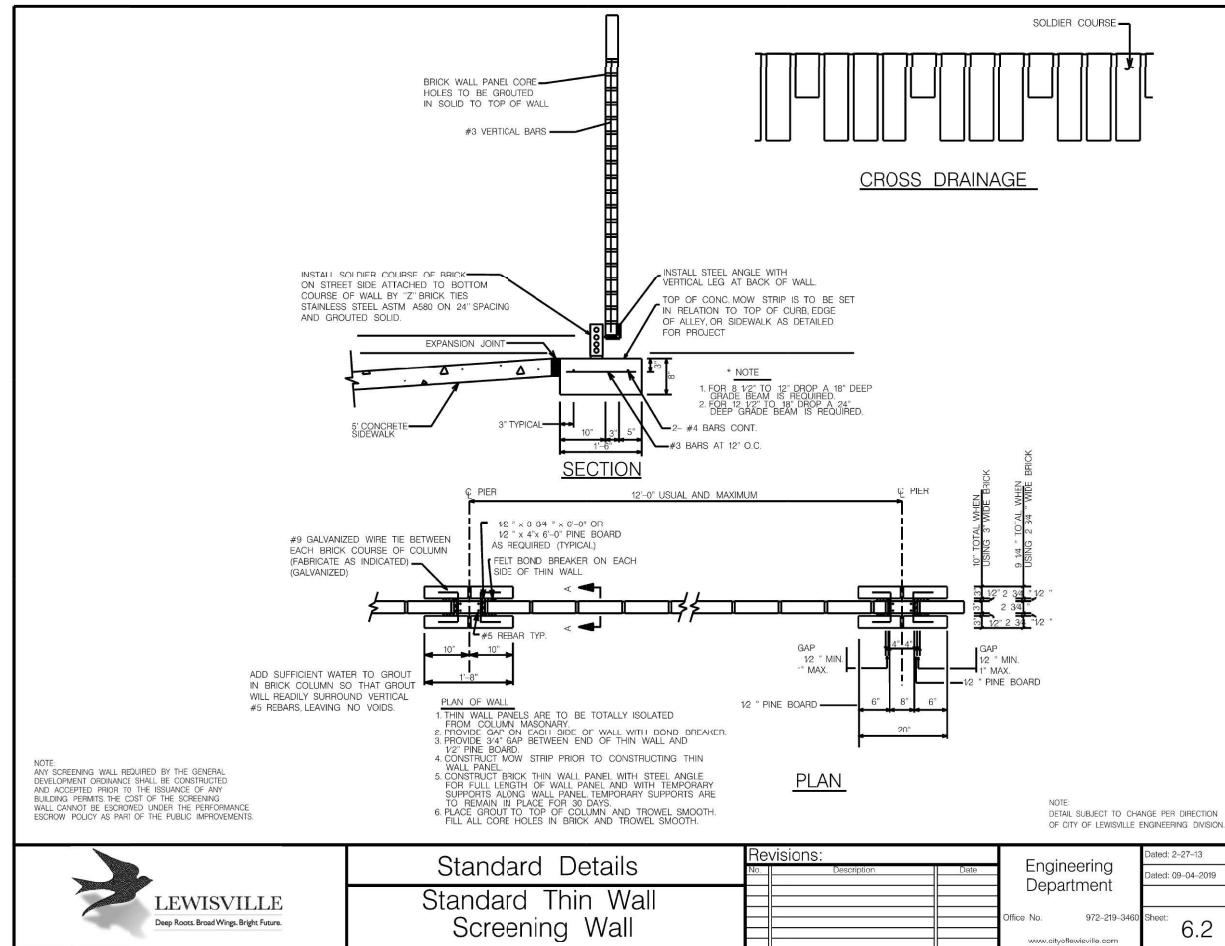 SOLDIER COURSE
BRICK WALL PANEL CORE
HOLES TO BE GROUTED
IN SOLID TO TOP OF WALL
#3 VERTICAL BARS
CROSS DRAINAGE
INSTALL SOLDIER COURSE OF BRICK
ON STREET SIDE ATTACHED TO BOTTOM
COURSE OF WALL BY "Z" BRICK TIES
STAINLESS STEEL ASTM A580 ON 24" SPACING
AND GROUTED SOLID.
INSTALL STEEL ANGLE WITH
VERTICAL LEG AT BACK OF WALL.
TOP OF CONC. MOW STRIP IS TO BE SET
IN RELATION TO TOP OF CURB, EDGE
OF ALLEY, OR SIDEWALK AS DETAILED
FOR PROJECT
EXPANSION JOINT
3"
8"
* NOTE
1. FOR 8 1/2" TO 12" DROP A 18" DEEP
GRADE BEAM IS REQUIRED.
2. FOR 12 1/2" TO 18" DROP A 24"
DEEP GRADE BEAM IS REQUIRED.
5' CONCRETE
SIDEWALK
3" TYPICAL
10" 3" 5"
1'-6"
2- #4 BARS CONT.
#3 BARS AT 12" O.C.
SECTION
℄ PIER
12'-0" USUAL AND MAXIMUM
℄ PIER
10" TOTAL WHEN
USING 3" WIDE BRICK
9 1/4 " TOTAL WHEN
USING 2 3/4 " WIDE BRICK
#9 GALVANIZED WIRE TIE BETWEEN
EACH BRICK COURSE OF COLUMN
(FABRICATE AS INDICATED)
(GALVANIZED)
1/2 " x 4"x 6'-0" PINE BOARD
AS REQUIRED (TYPICAL)
FELT BOND BREAKER ON EACH
SIDE OF THIN WALL
A
A
#5 REBAR TYP.
10" 10"
1'-8"
3" 1/2" 2 3/4 " 1/2 "
3" 2 3/4 "
3" 1/2" 2 3/4 " 1/2 "
4" 4"
GAP
1/2 " MIN.
1" MAX.
GAP
1/2 " MIN.
1" MAX.
1/2 " PINE BOARD
1/2 " PINE BOARD
6" 8" 6"
20"
ADD SUFFICIENT WATER TO GROUT
IN BRICK COLUMN SO THAT GROUT
WILL READILY SURROUND VERTICAL
#5 REBARS, LEAVING NO VOIDS.
PLAN OF WALL
1. THIN WALL PANELS ARE TO BE TOTALLY ISOLATED
FROM COLUMN MASONARY.
2. PROVIDE GAP ON EACH SIDE OF WALL WITH BOND BREAKER.
3. PROVIDE 3/4" GAP BETWEEN END OF THIN WALL AND
1/2" PINE BOARD.
4. CONSTRUCT MOW STRIP PRIOR TO CONSTRUCTING THIN
WALL PANEL.
5. CONSTRUCT BRICK THIN WALL PANEL WITH STEEL ANGLE
FOR FULL LENGTH OF WALL PANEL AND WITH TEMPORARY
SUPPORTS ALONG WALL PANEL. TEMPORARY SUPPORTS ARE
TO REMAIN IN PLACE FOR 30 DAYS.
6. PLACE GROUT TO TOP OF COLUMN AND TROWEL SMOOTH.
FILL ALL CORE HOLES IN BRICK AND TROWEL SMOOTH.
PLAN
NOTE:
ANY SCREENING WALL REQUIRED BY THE GENERAL
DEVELOPMENT ORDINANCE SHALL BE CONSTRUCTED
AND ACCEPTED PRIOR TO THE ISSUANCE OF ANY
BUILDING PERMITS. THE COST OF THE SCREENING
WALL CANNOT BE ESCROWED UNDER THE PERFORMANCE
ESCROW POLICY AS PART OF THE PUBLIC IMPROVEMENTS.
NOTE:
DETAIL SUBJECT TO CHANGE PER DIRECTION
OF CITY OF LEWISVILLE ENGINEERING DIVISION.
LEWISVILLE
Deep Roots. Broad Wings. Bright Future.
Standard Details
Standard Thin Wall
Screening Wall
Revisions:
No. Description Date
Engineering
Department
Office No. 972-219-3460
www.cityoflewisville.com
Dated: 2-27-13
Dated: 09-04-2019
Sheet:
6.2